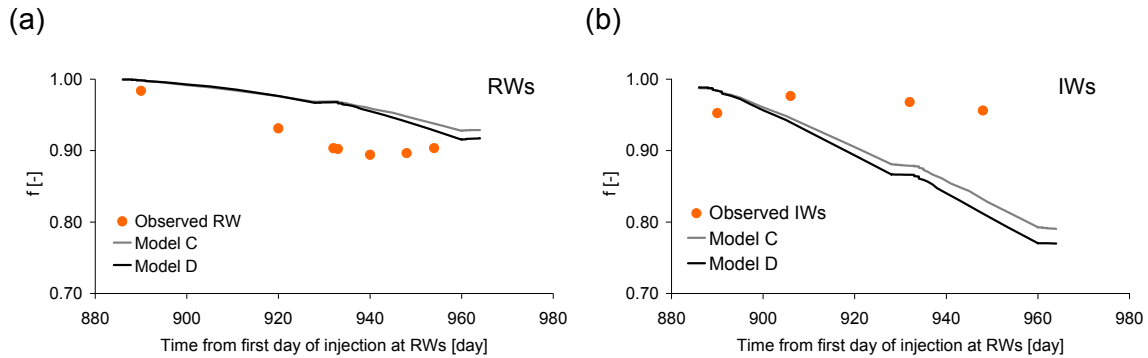 (a)
RWs
1.00
0.90
0.80
0.70
f [-]
Observed RW
Model C
Model D
880 900 920 940 960 980
Time from first day of injection at RWs [day]
(b)
IWs
1.00
0.90
0.80
0.70
f [-]
Observed IWs
Model C
Model D
880 900 920 940 960 980
Time from first day of injection at RWs [day]